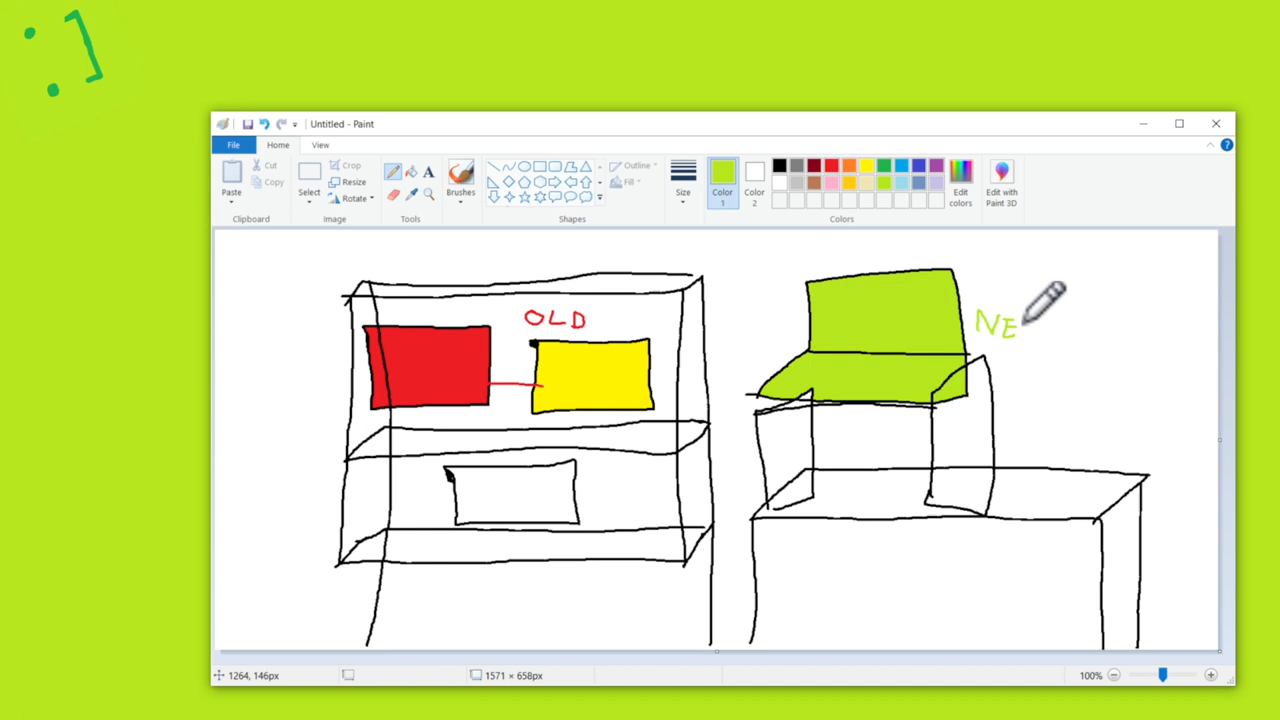 :]
Untitled - Paint
File Home View
Paste Cut Copy Select Crop Resize Rotate A Brushes Outline Fill Size Color 1 Color 2 Edit colors Edit with Paint 3D
Clipboard Image Tools Shapes Colors
OLD
NE
1264, 146px 1571 × 658px 100%